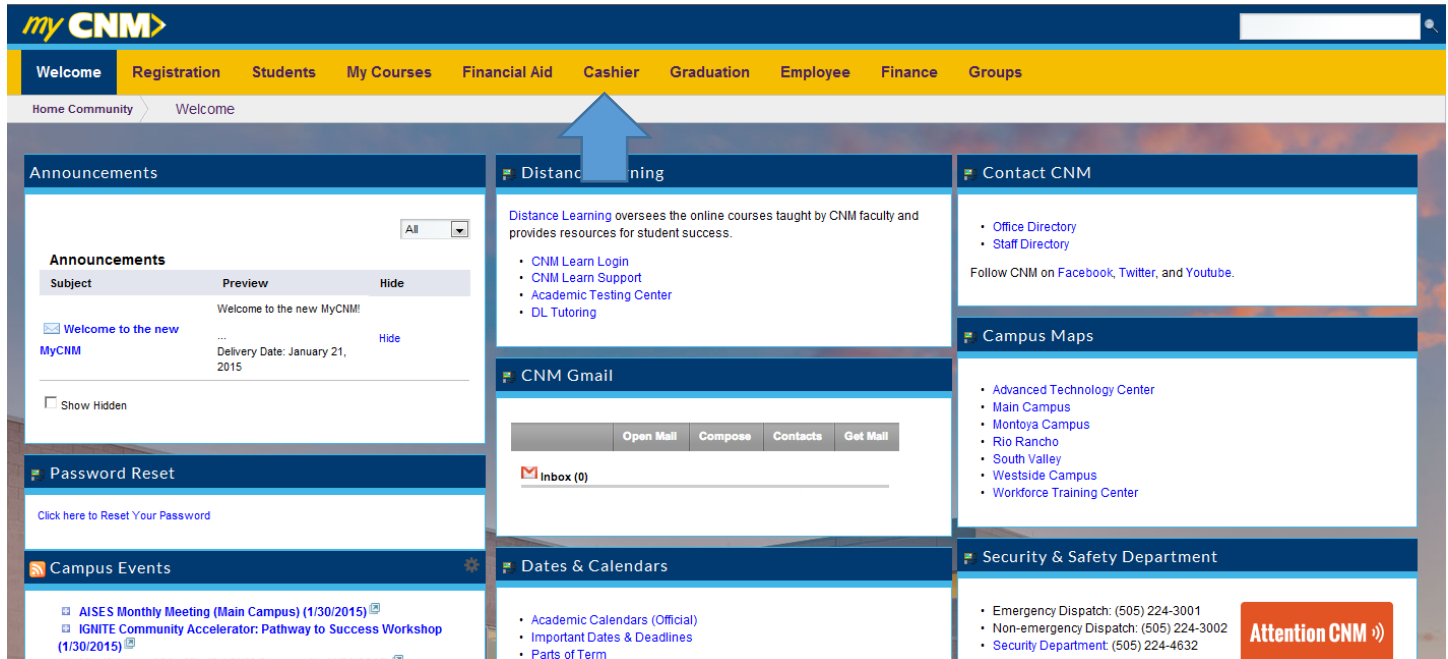 my CNM>
Welcome Registration Students My Courses Financial Aid Cashier Graduation Employee Finance Groups
Home Community Welcome
Announcements
All
Announcements
Subject Preview Hide
Welcome to the new
MyCNM
Welcome to the new MyCNM!
...
Delivery Date: January 21,
2015
Hide
Show Hidden
Password Reset
Click here to Reset Your Password
Campus Events
AISES Monthly Meeting (Main Campus) (1/30/2015)
IGNITE Community Accelerator: Pathway to Success Workshop
(1/30/2015)
Distance
Distance Learning oversees the online courses taught by CNM faculty and
provides resources for student success.
• CNM Learn Login
• CNM Learn Support
• Academic Testing Center
• DL Tutoring
CNM Gmail
Open Mail Compose Contacts Get Mail
Inbox (0)
Dates & Calendars
• Academic Calendars (Official)
• Important Dates & Deadlines
• Parts of Term
Contact CNM
• Office Directory
• Staff Directory
Follow CNM on Facebook, Twitter, and Youtube.
Campus Maps
• Advanced Technology Center
• Main Campus
• Montoya Campus
• Rio Rancho
• South Valley
• Westside Campus
• Workforce Training Center
Security & Safety Department
• Emergency Dispatch: (505) 224-3001
• Non-emergency Dispatch: (505) 224-3002
• Security Department: (505) 224-4632
Attention CNM